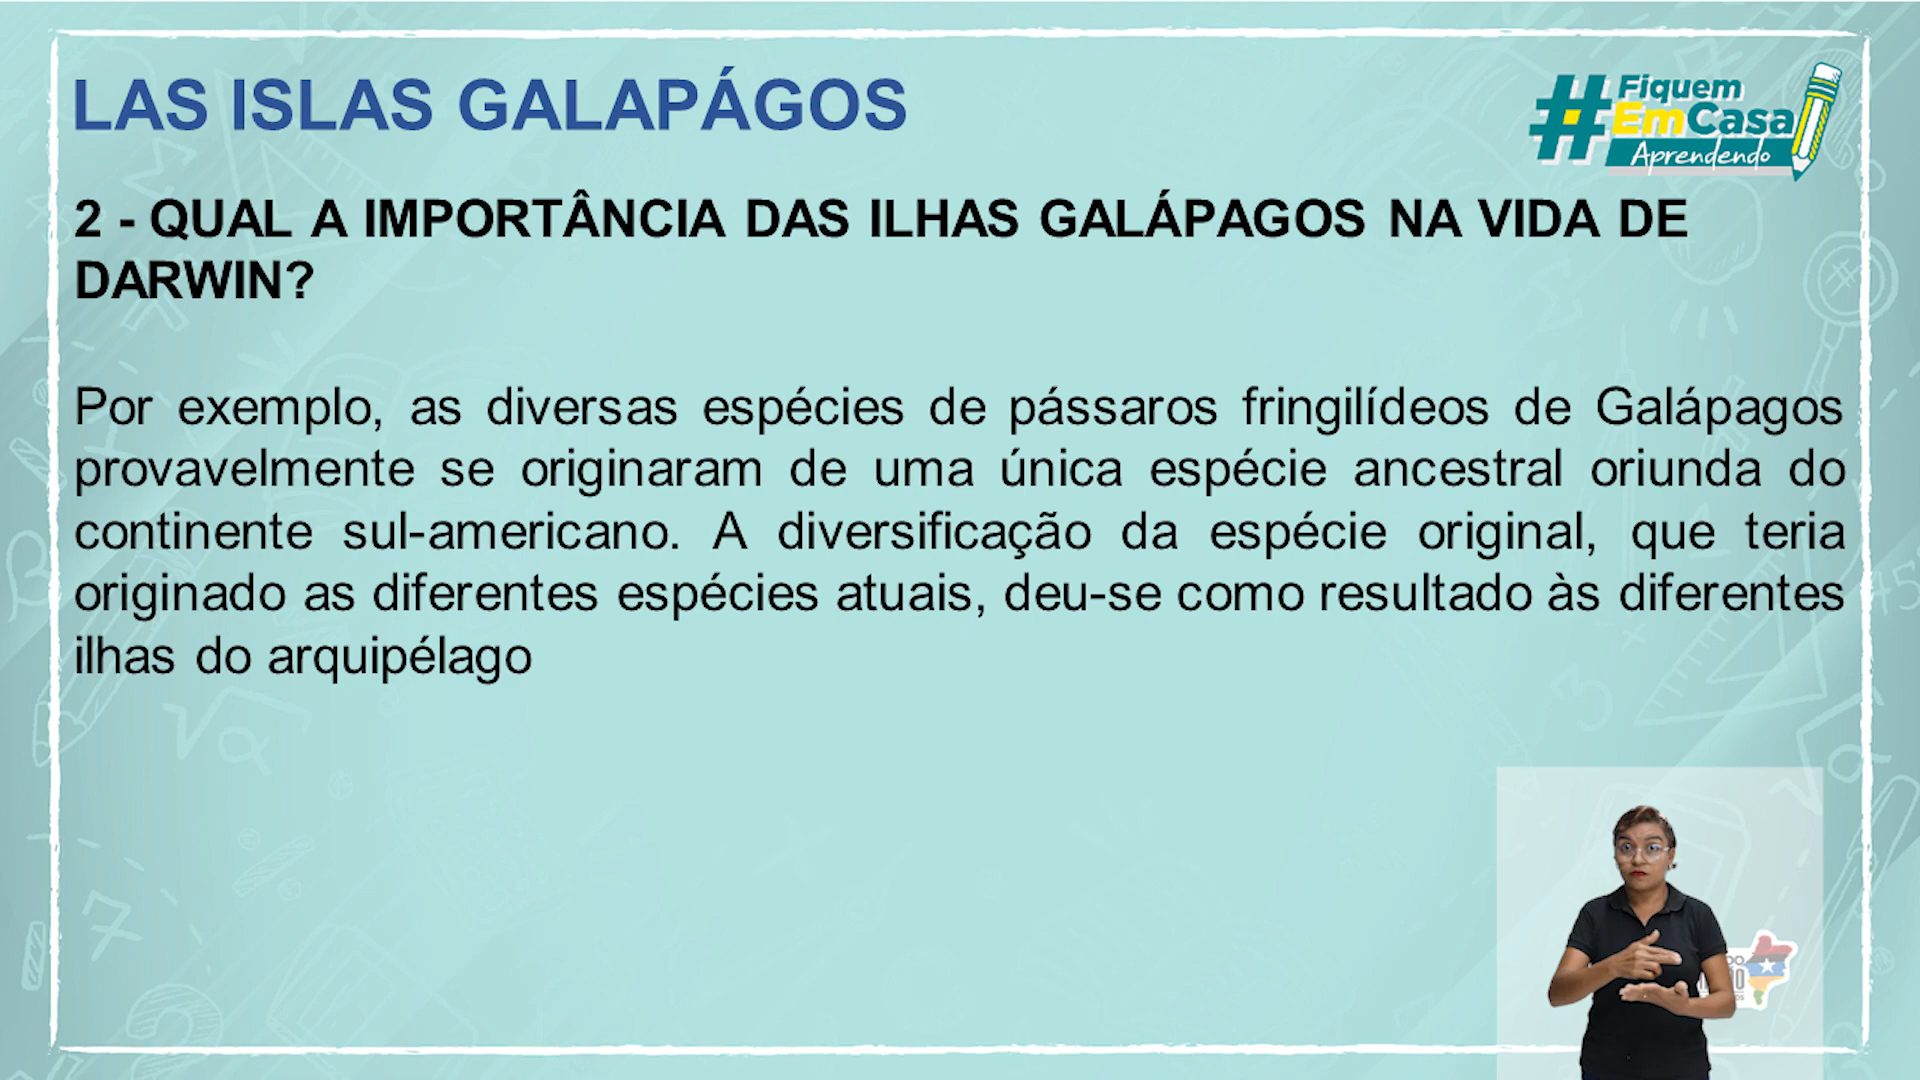 LAS ISLAS GALAPÁGOS
#Fiquem
EmCasa
Aprendendo
2 - QUAL A IMPORTÂNCIA DAS ILHAS GALÁPAGOS NA VIDA DE
DARWIN?
Por exemplo, as diversas espécies de pássaros fringilídeos de Galápagos
provavelmente se originaram de uma única espécie ancestral oriunda do
continente sul-americano. A diversificação da espécie original, que teria
originado as diferentes espécies atuais, deu-se como resultado às diferentes
ilhas do arquipélago